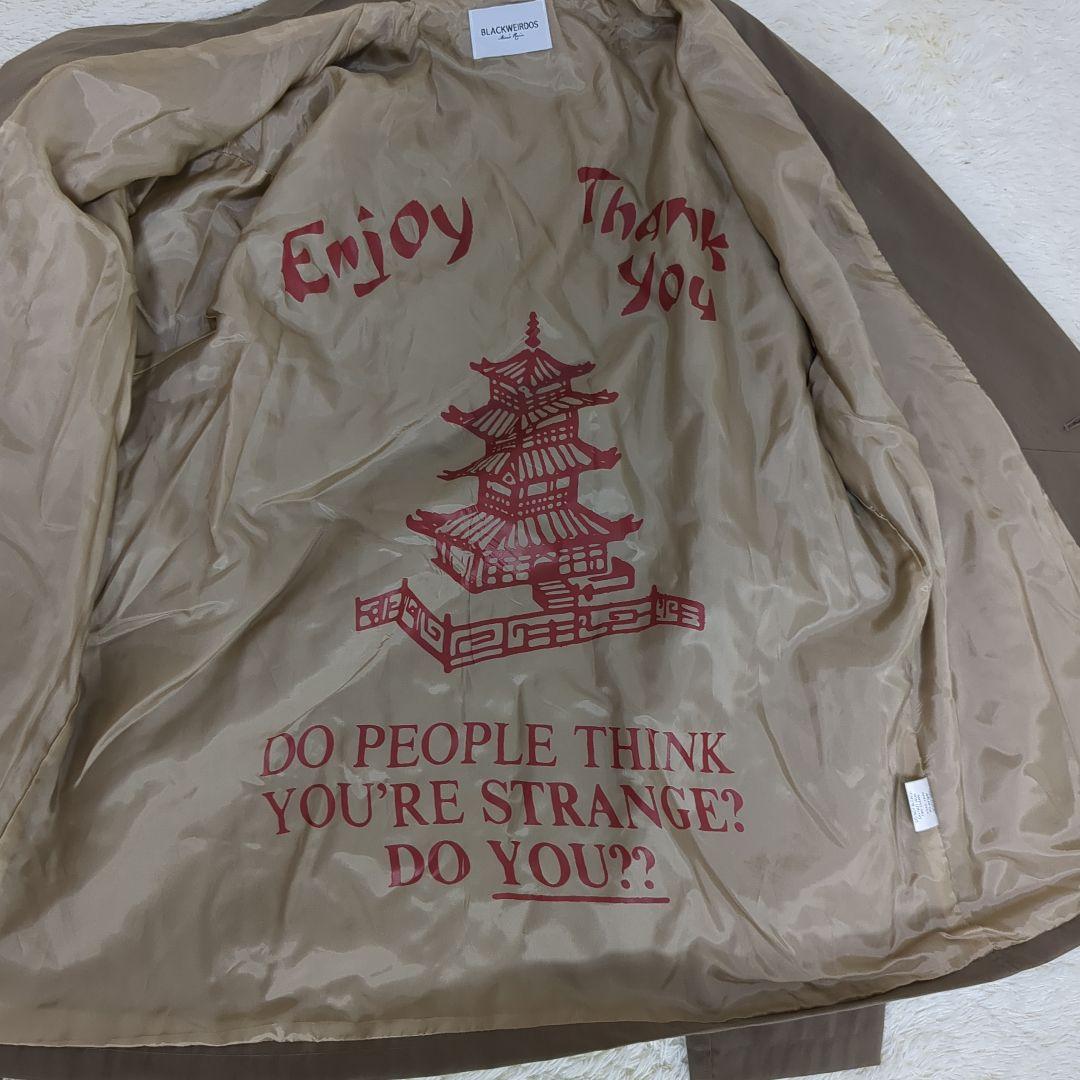 BLACKWEIRDOS
Enjoy
Thank
you
DO PEOPLE THINK
YOU'RE STRANGE?
DO YOU??